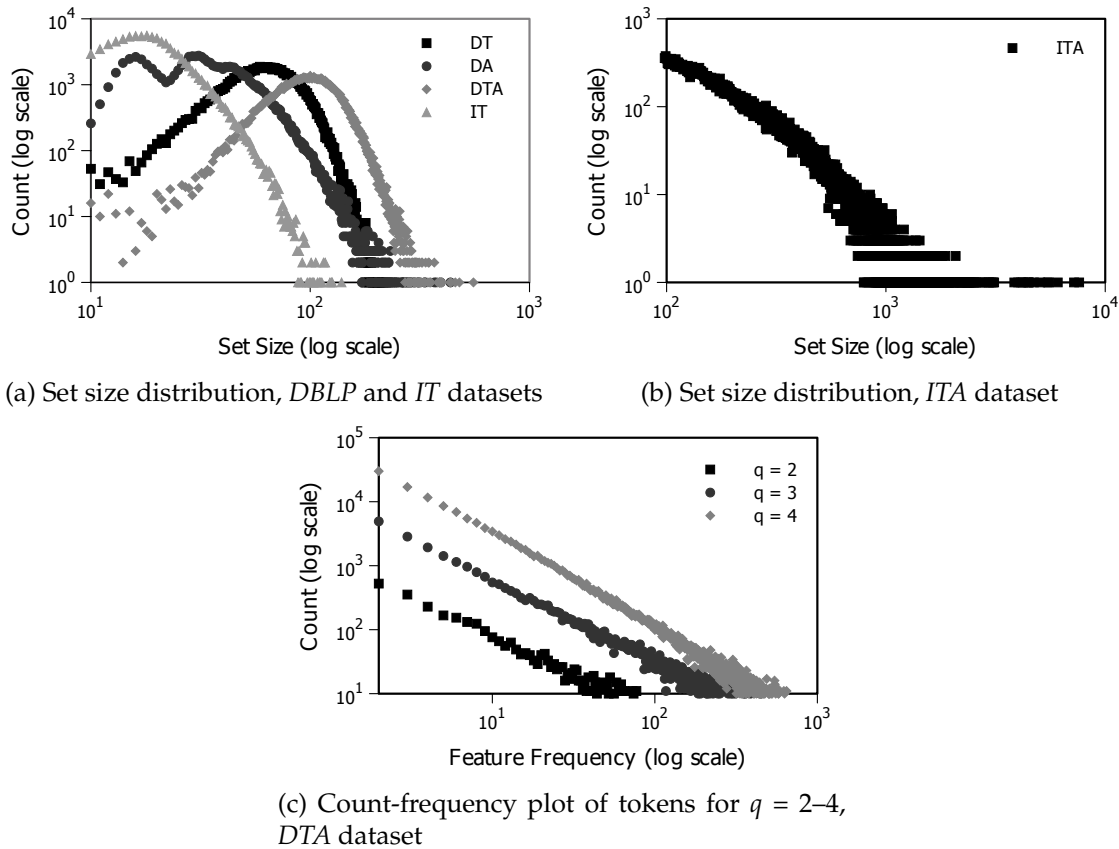 10^4
10^3
10^2
10^1
10^0
Count (log scale)
DT
DA
DTA
IT
10^1
10^2
10^3
Set Size (log scale)
(a) Set size distribution, DBLP and IT datasets
10^3
10^2
10^1
10^0
Count (log scale)
ITA
10^2
10^3
10^4
Set Size (log scale)
(b) Set size distribution, ITA dataset
10^5
10^4
10^3
10^2
10^1
Count (log scale)
q = 2
q = 3
q = 4
10^1
10^2
10^3
Feature Frequency (log scale)
(c) Count-frequency plot of tokens for q = 2–4,
DTA dataset